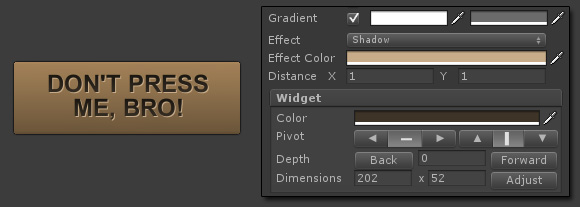 DON'T PRESS
ME, BRO!
Gradient
Effect Shadow
Effect Color
Distance X 1 Y 1
Widget
Color
Pivot
Depth Back 0 Forward
Dimensions 202 x 52 Adjust